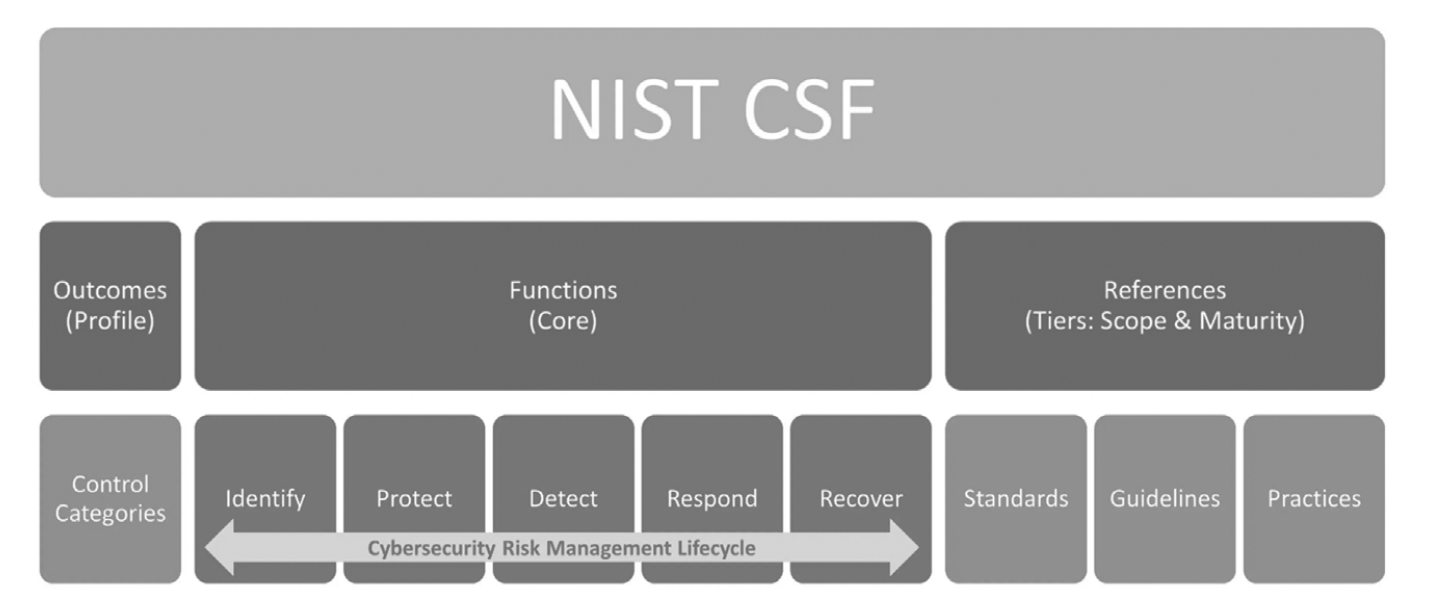 NIST CSF
Outcomes
(Profile)
Functions
(Core)
References
(Tiers: Scope & Maturity)
Control
Categories
Identify
Protect
Detect
Respond
Recover
Standards
Guidelines
Practices
Cybersecurity Risk Management Lifecycle